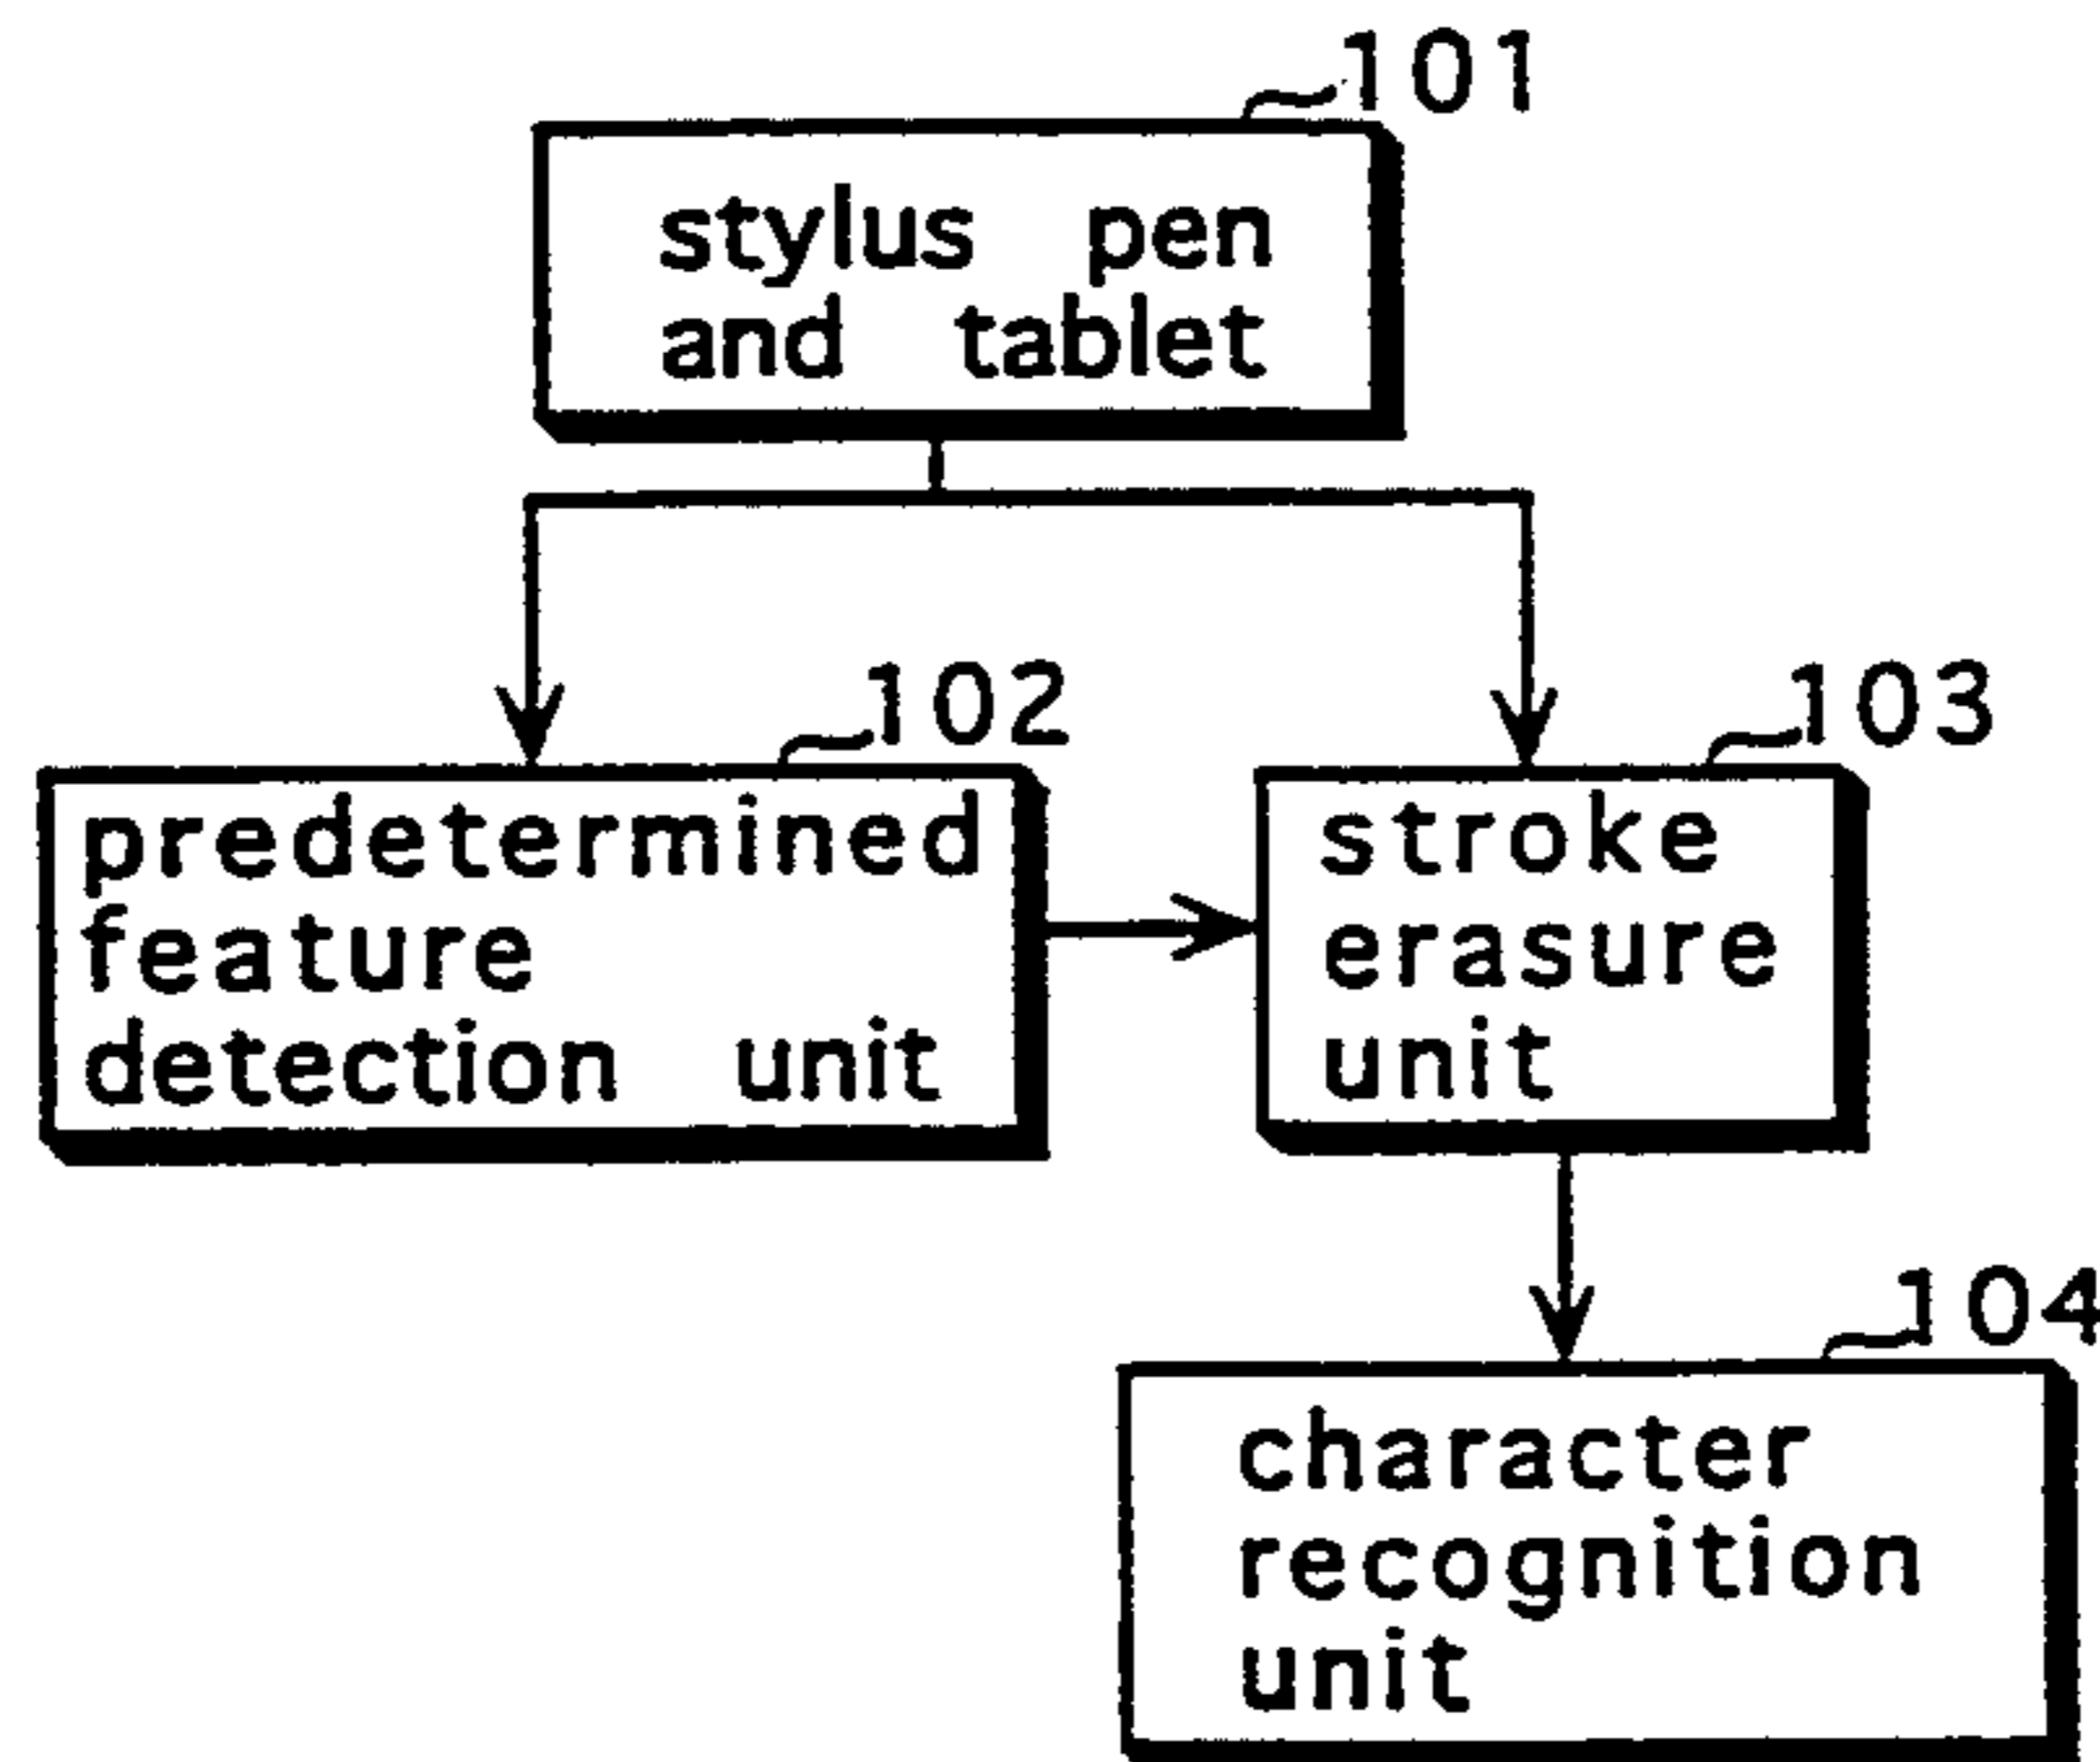 101
stylus pen
and tablet
102
predetermined
feature
detection unit
103
stroke
erasure
unit
104
character
recognition
unit